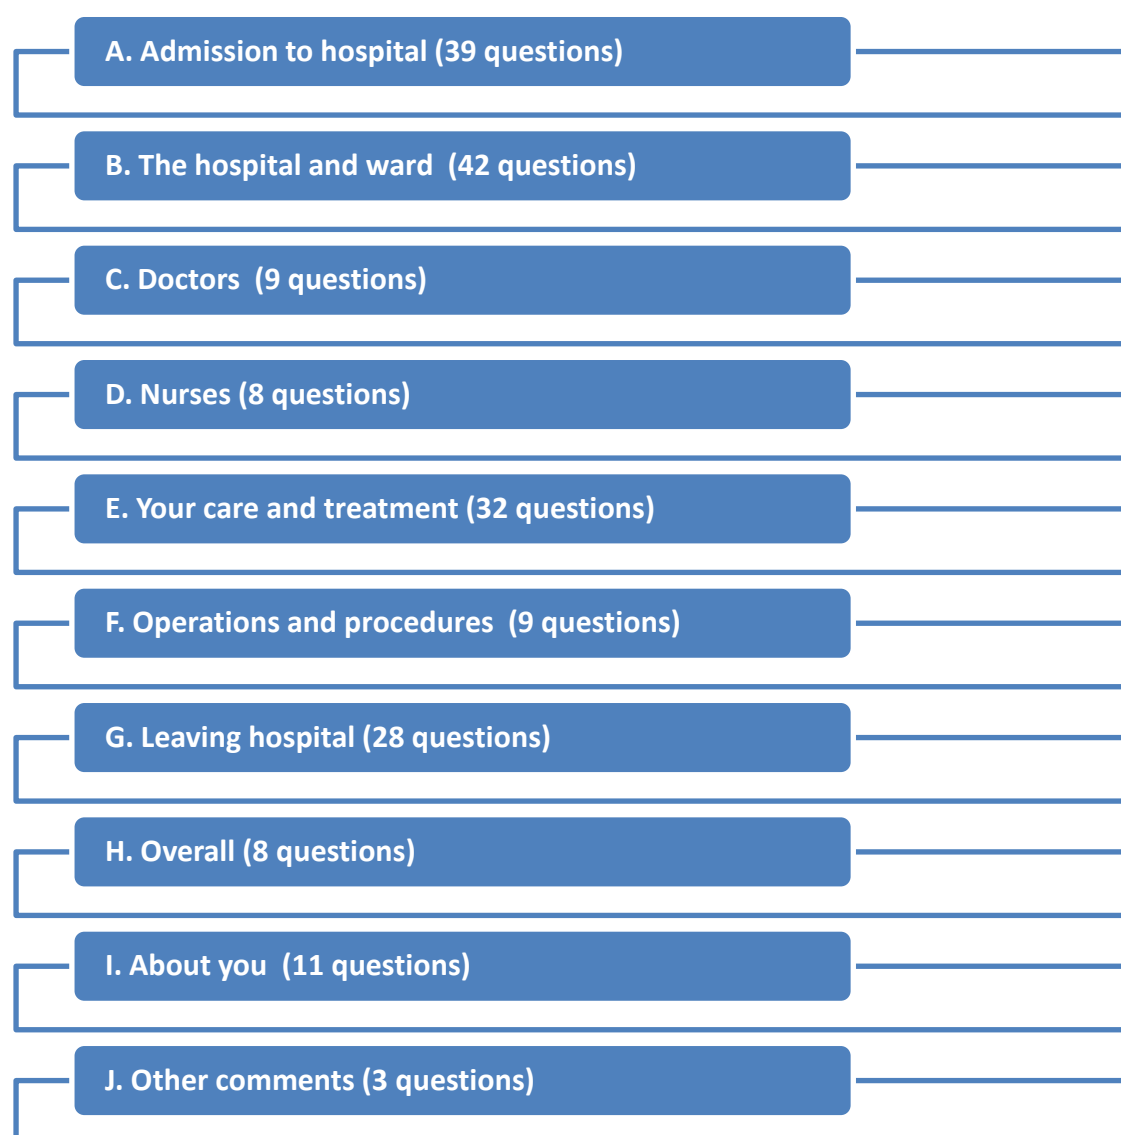 A. Admission to hospital (39 questions)
B. The hospital and ward  (42 questions)
C. Doctors  (9 questions)
D. Nurses (8 questions)
E. Your care and treatment (32 questions)
F. Operations and procedures  (9 questions)
G. Leaving hospital (28 questions)
H. Overall (8 questions)
I. About you  (11 questions)
J. Other comments (3 questions)